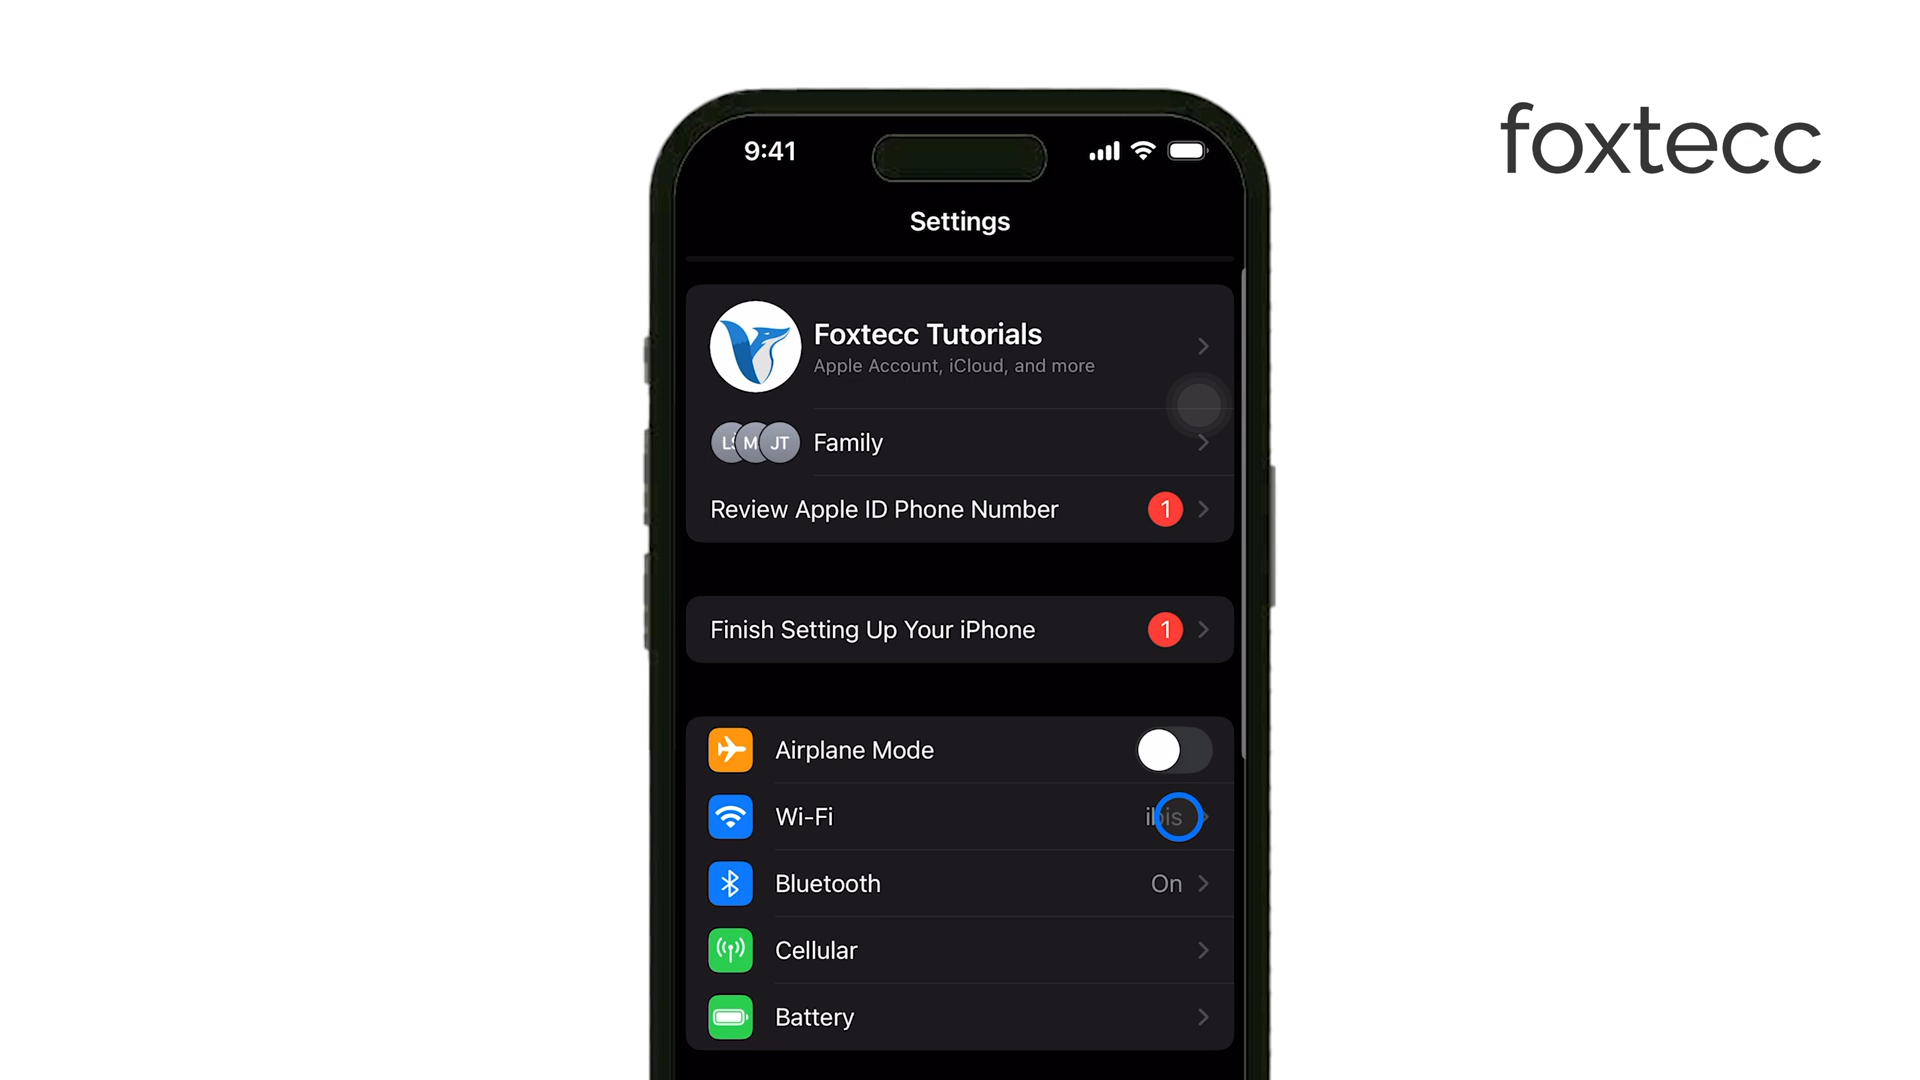 foxtecc
9:41
Settings
Foxtecc Tutorials
Apple Account, iCloud, and more
M JT Family
Review Apple ID Phone Number 1
Finish Setting Up Your iPhone 1
Airplane Mode
Wi-Fi ibis
Bluetooth On
Cellular
Battery